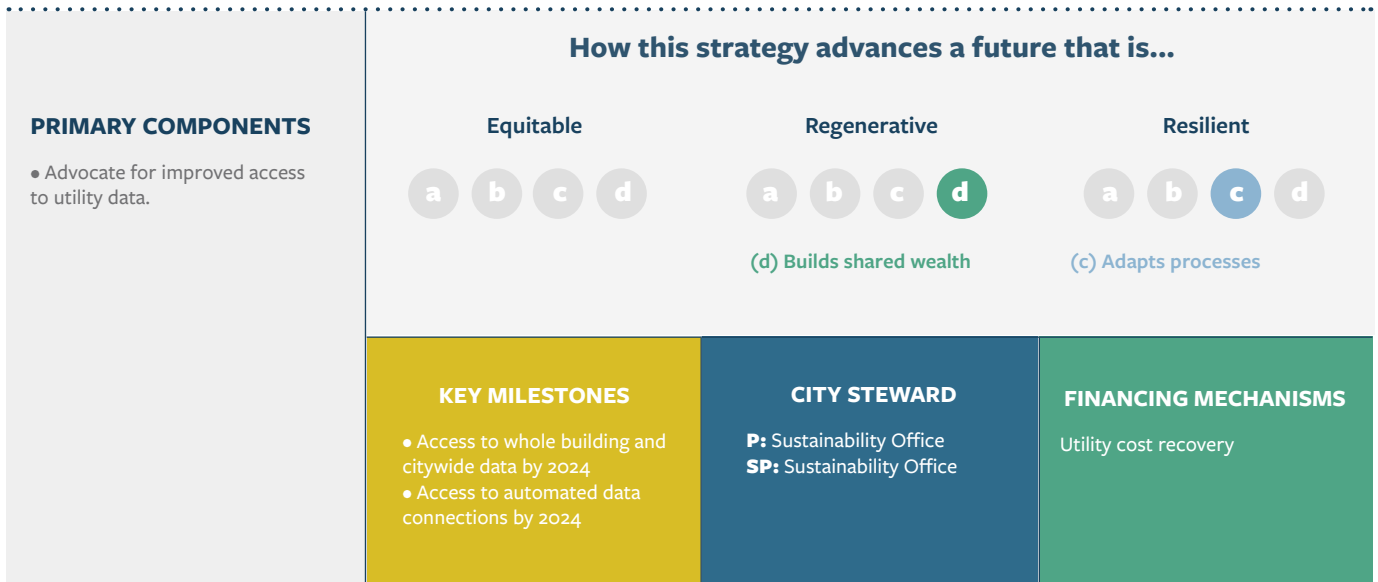 How this strategy advances a future that is...
PRIMARY COMPONENTS
• Advocate for improved access
to utility data.
Equitable
a b c d
Regenerative
a b c d
(d) Builds shared wealth
Resilient
a b c d
(c) Adapts processes
KEY MILESTONES
• Access to whole building and
citywide data by 2024
• Access to automated data
connections by 2024
CITY STEWARD
P: Sustainability Office
SP: Sustainability Office
FINANCING MECHANISMS
Utility cost recovery